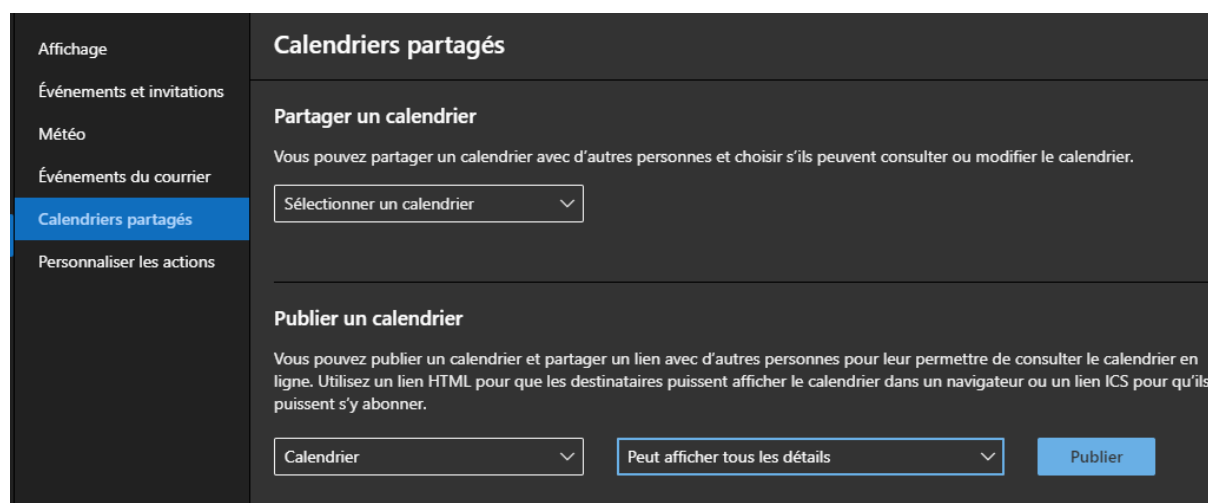 Affichage
Événements et invitations
Météo
Événements du courrier
Calendriers partagés
Personnaliser les actions
Calendriers partagés
Partager un calendrier
Vous pouvez partager un calendrier avec d'autres personnes et choisir s'ils peuvent consulter ou modifier le calendrier.
Sélectionner un calendrier
Publier un calendrier
Vous pouvez publier un calendrier et partager un lien avec d'autres personnes pour leur permettre de consulter le calendrier en
ligne. Utilisez un lien HTML pour que les destinataires puissent afficher le calendrier dans un navigateur ou un lien ICS pour qu'ils
puissent s'y abonner.
Calendrier
Peut afficher tous les détails
Publier